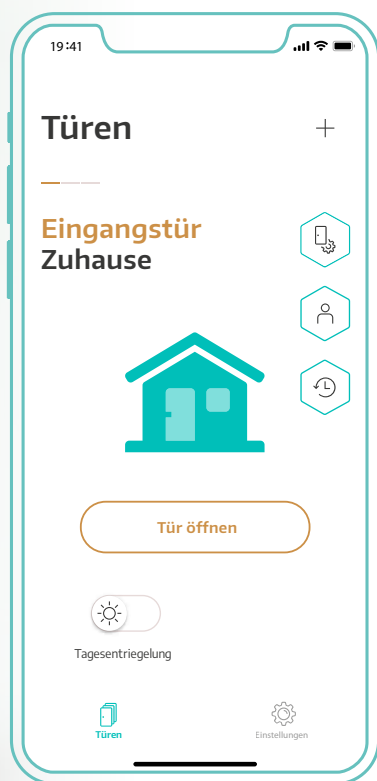 19:41
Türen
Eingangstür
Zuhause
Tür öffnen
Tagesentriegelung
Türen
Einstellungen